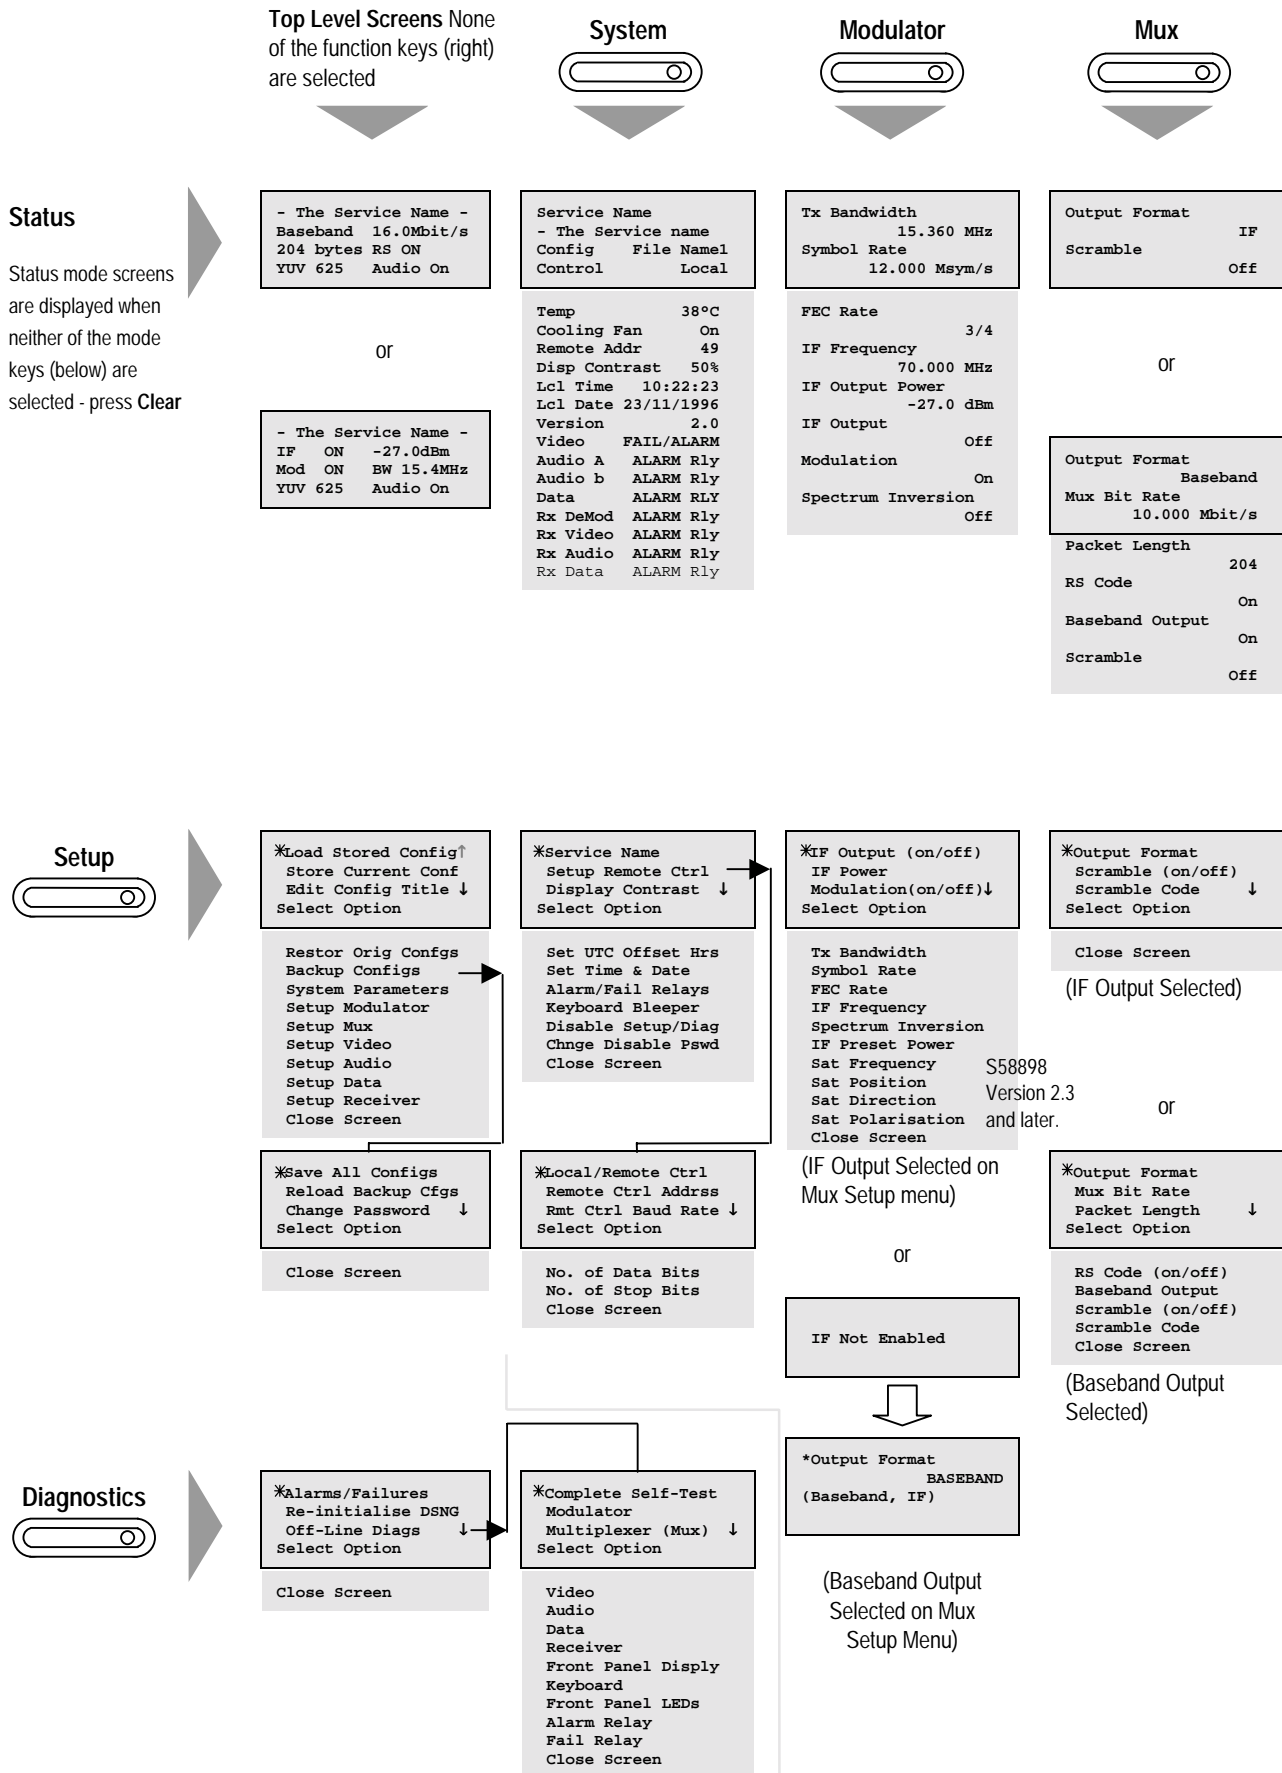 Top Level Screens None
of the function keys (right)
are selected
System
Modulator
Mux
Status
Status mode screens
are displayed when
neither of the mode
keys (below) are
selected - press Clear
- The Service Name -
Baseband 16.0Mbit/s
204 bytes RS ON
YUV 625 Audio On
or
- The Service Name -
IF ON -27.0dBm
Mod ON BW 15.4MHz
YUV 625 Audio On
Service Name
- The Service name
Config File Name1
Control Local
Temp 38°C
Cooling Fan On
Remote Addr 49
Disp Contrast 50%
Lcl Time 10:22:23
Lcl Date 23/11/1996
Version 2.0
Video FAIL/ALARM
Audio A ALARM Rly
Audio b ALARM Rly
Data ALARM RLY
Rx DeMod ALARM Rly
Rx Video ALARM Rly
Rx Audio ALARM Rly
Rx Data ALARM Rly
Tx Bandwidth
15.360 MHz
Symbol Rate
12.000 Msym/s
FEC Rate
3/4
IF Frequency
70.000 MHz
IF Output Power
-27.0 dBm
IF Output
Off
Modulation
On
Spectrum Inversion
Off
Output Format
IF
Scramble
Off
or
Output Format
Baseband
Mux Bit Rate
10.000 Mbit/s
Packet Length
204
RS Code
On
Baseband Output
On
Scramble
Off
Setup
*Load Stored Config↑
Store Current Conf
Edit Config Title ↓
Select Option
Restor Orig Confgs
Backup Configs
System Parameters
Setup Modulator
Setup Mux
Setup Video
Setup Audio
Setup Data
Setup Receiver
Close Screen
*Save All Configs
Reload Backup Cfgs
Change Password ↓
Select Option
Close Screen
*Service Name
Setup Remote Ctrl
Display Contrast ↓
Select Option
Set UTC Offset Hrs
Set Time & Date
Alarm/Fail Relays
Keyboard Bleeper
Disable Setup/Diag
Chnge Disable Pswd
Close Screen
*Local/Remote Ctrl
Remote Ctrl Addrss
Rmt Ctrl Baud Rate ↓
Select Option
No. of Data Bits
No. of Stop Bits
Close Screen
*IF Output (on/off)
IF Power
Modulation(on/off)↓
Select Option
Tx Bandwidth
Symbol Rate
FEC Rate
IF Frequency
Spectrum Inversion
IF Preset Power
Sat Frequency
Sat Position
Sat Direction
Sat Polarisation
Close Screen
S58898
Version 2.3
and later.
(IF Output Selected on
Mux Setup menu)
or
IF Not Enabled
*Output Format
BASEBAND
(Baseband, IF)
(Baseband Output
Selected on Mux
Setup Menu)
*Output Format
Scramble (on/off)
Scramble Code ↓
Select Option
Close Screen
(IF Output Selected)
or
*Output Format
Mux Bit Rate
Packet Length ↓
Select Option
RS Code (on/off)
Baseband Output
Scramble (on/off)
Scramble Code
Close Screen
(Baseband Output
Selected)
Diagnostics
*Alarms/Failures
Re-initialise DSNG
Off-Line Diags ↓
Select Option
Close Screen
*Complete Self-Test
Modulator
Multiplexer (Mux) ↓
Select Option
Video
Audio
Data
Receiver
Front Panel Disply
Keyboard
Front Panel LEDs
Alarm Relay
Fail Relay
Close Screen